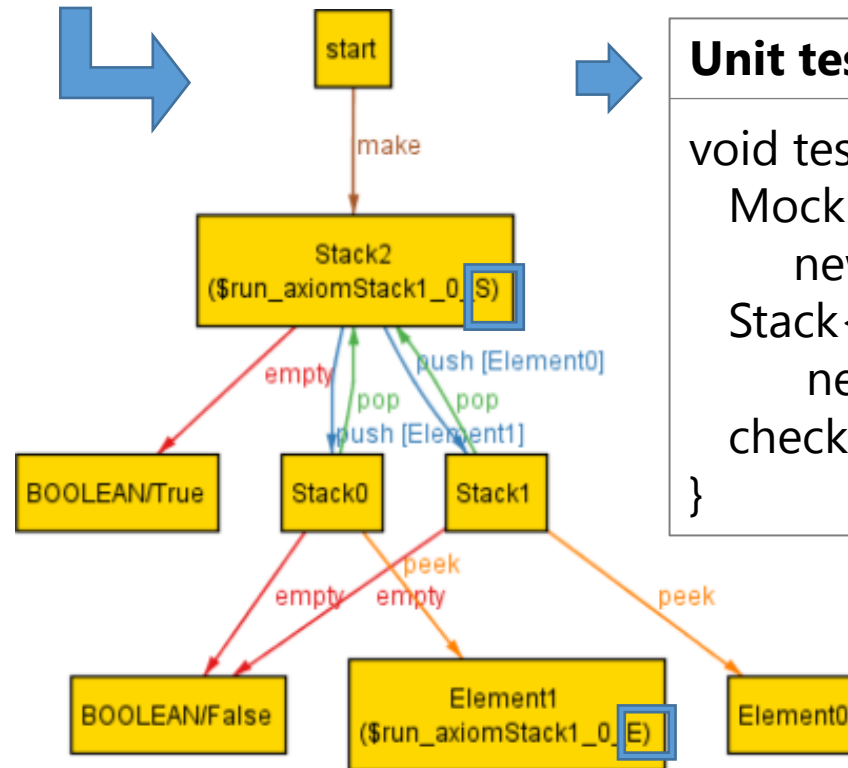 start
Unit tes
make
void tes
Mock
new
Stack<
ne
check
}
Stack2
($run_axiomStack1_0_S)
empty
push [Element0]
pop
pop
push [Element1]
BOOLEAN/True
Stack0
Stack1
peek
empty
empty
peek
BOOLEAN/False
Element1
($run_axiomStack1_0_E)
Element0